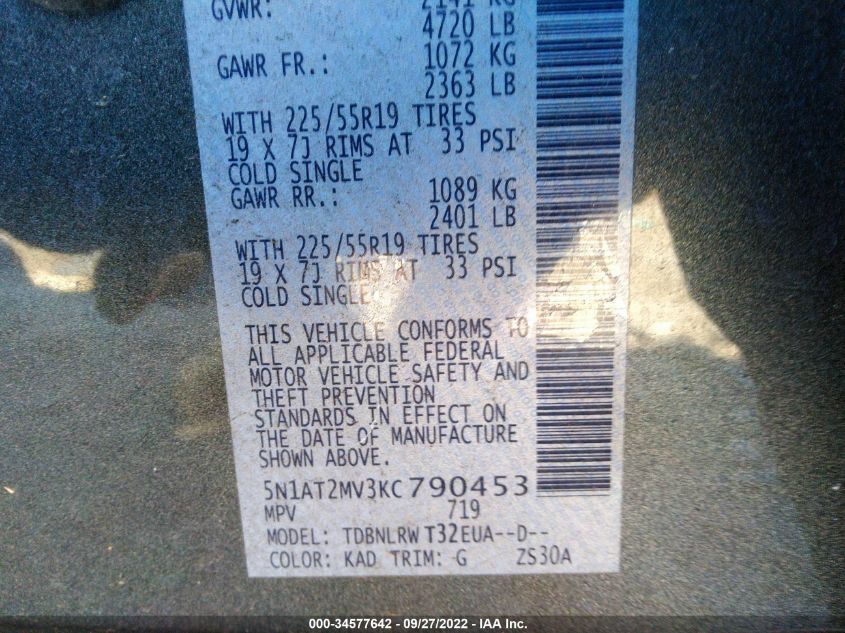 GVWR: 2141 KG
4720 LB
GAWR FR.: 1072 KG
2363 LB
WITH 225/55R19 TIRES
19 X 7J RIMS AT 33 PSI
COLD SINGLE
GAWR RR.: 1089 KG
2401 LB
WITH 225/55R19 TIRES
19 X 7J RIMS AT 33 PSI
COLD SINGLE
THIS VEHICLE CONFORMS TO
ALL APPLICABLE FEDERAL
MOTOR VEHICLE SAFETY AND
THEFT PREVENTION
STANDARDS IN EFFECT ON
THE DATE OF MANUFACTURE
SHOWN ABOVE.
5N1AT2MV3KC790453
MPV 719
MODEL: TDBNLRW T32EUA--D--
COLOR: KAD TRIM: G ZS30A
000-34577642 - 09/27/2022 - IAA Inc.